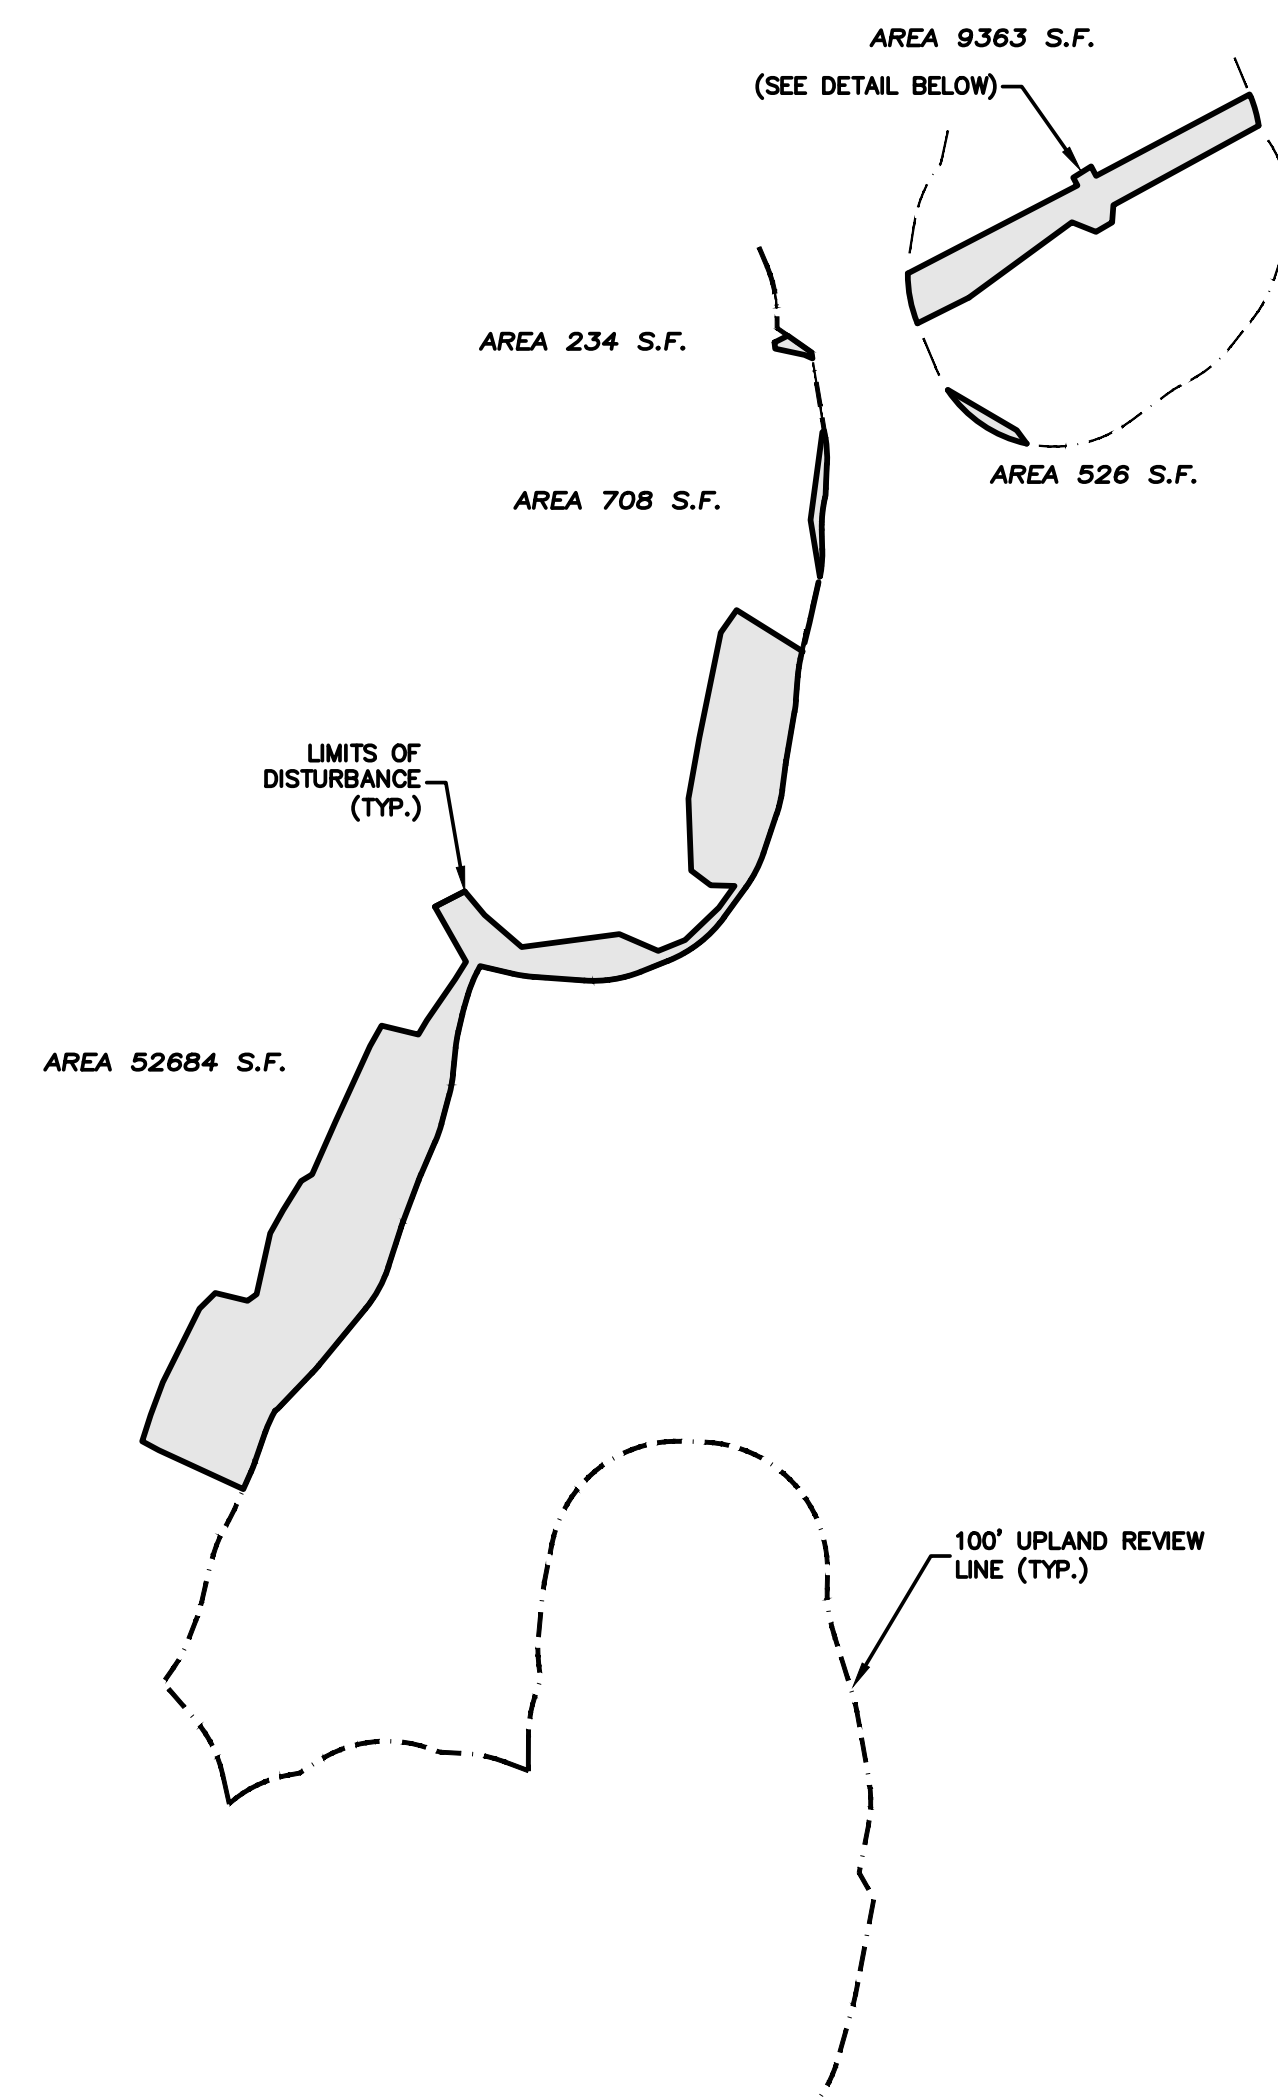 AREA 9363 S.F.
(SEE DETAIL BELOW)
AREA 234 S.F.
AREA 526 S.F.
AREA 708 S.F.
LIMITS OF
DISTURBANCE
(TYP.)
AREA 52684 S.F.
100' UPLAND REVIEW
LINE (TYP.)